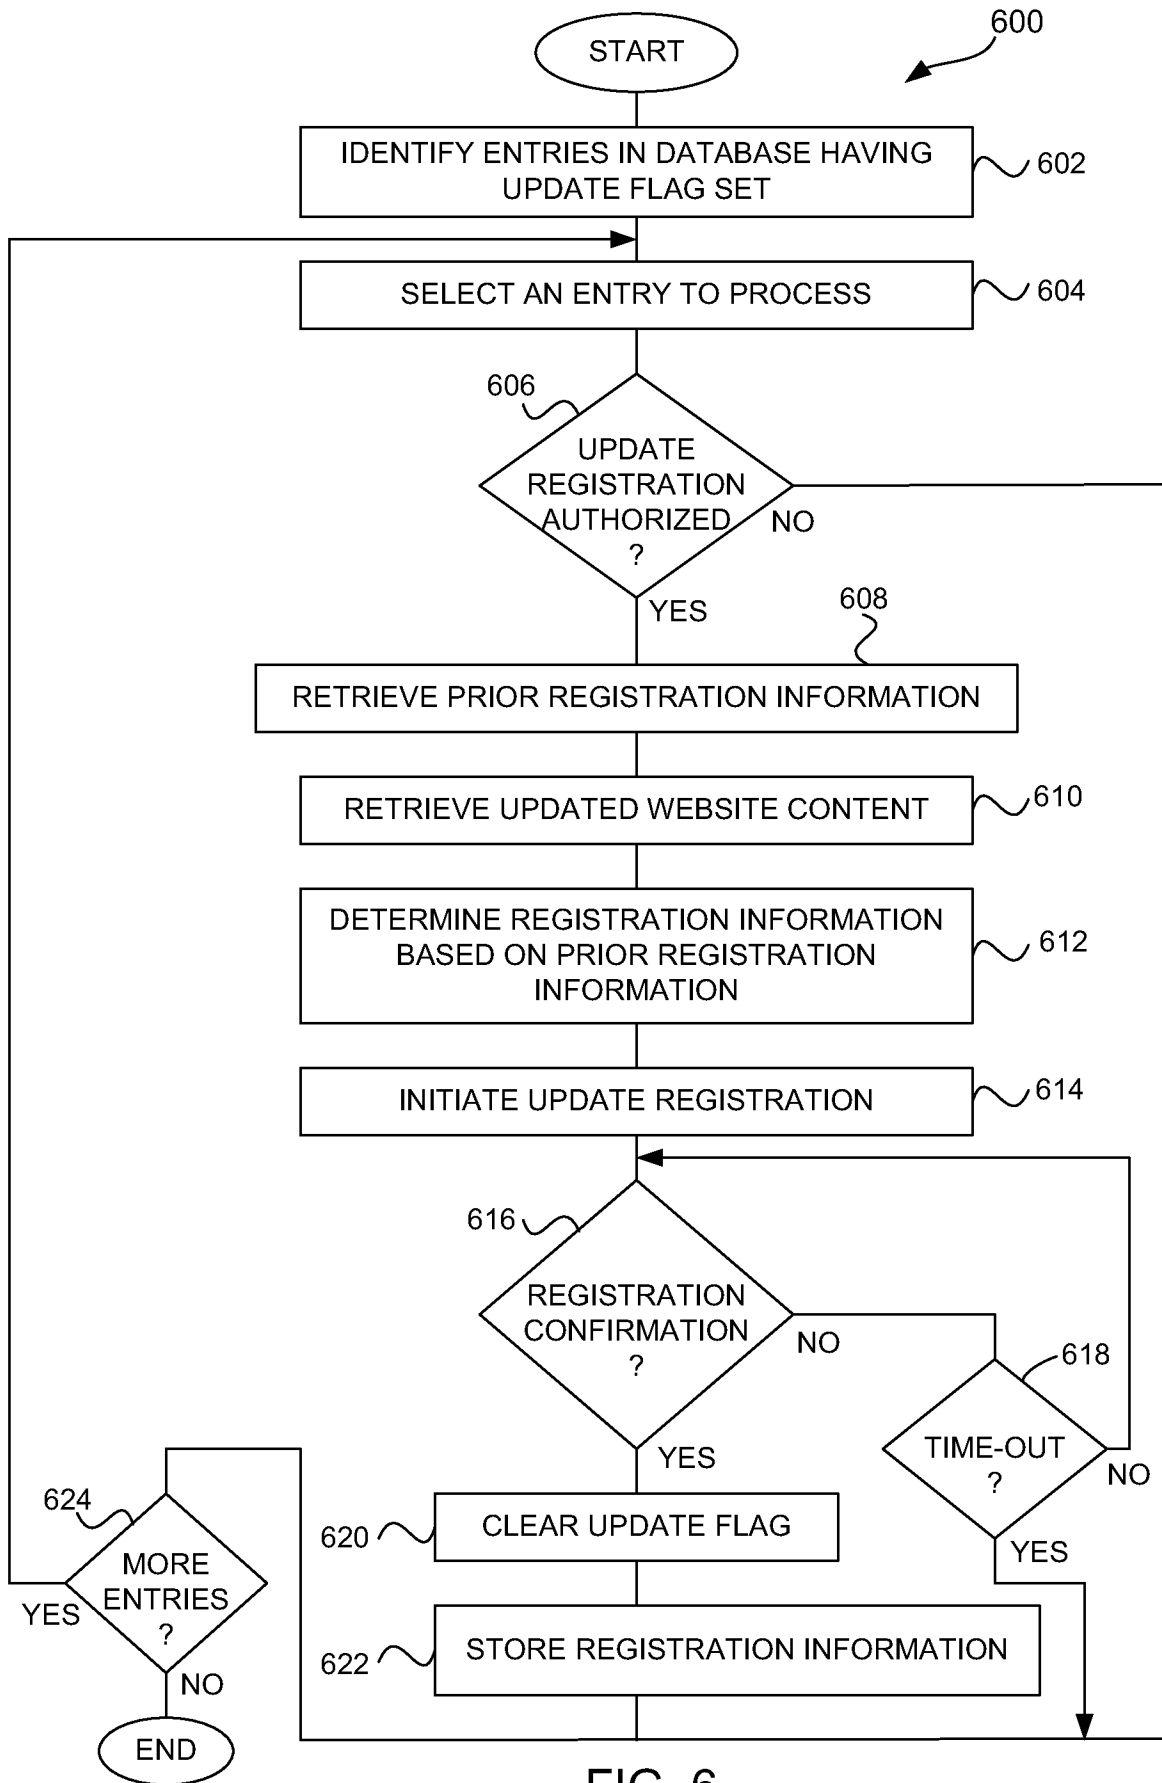 600
START
IDENTIFY ENTRIES IN DATABASE HAVING
UPDATE FLAG SET
602
SELECT AN ENTRY TO PROCESS
604
606
UPDATE
REGISTRATION
AUTHORIZED
?
NO
YES
608
RETRIEVE PRIOR REGISTRATION INFORMATION
RETRIEVE UPDATED WEBSITE CONTENT
610
DETERMINE REGISTRATION INFORMATION
BASED ON PRIOR REGISTRATION
INFORMATION
612
INITIATE UPDATE REGISTRATION
614
616
REGISTRATION
CONFIRMATION
?
NO
YES
618
TIME-OUT
?
NO
YES
620
CLEAR UPDATE FLAG
622
STORE REGISTRATION INFORMATION
624
MORE
ENTRIES
?
YES
NO
END
FIG. 6